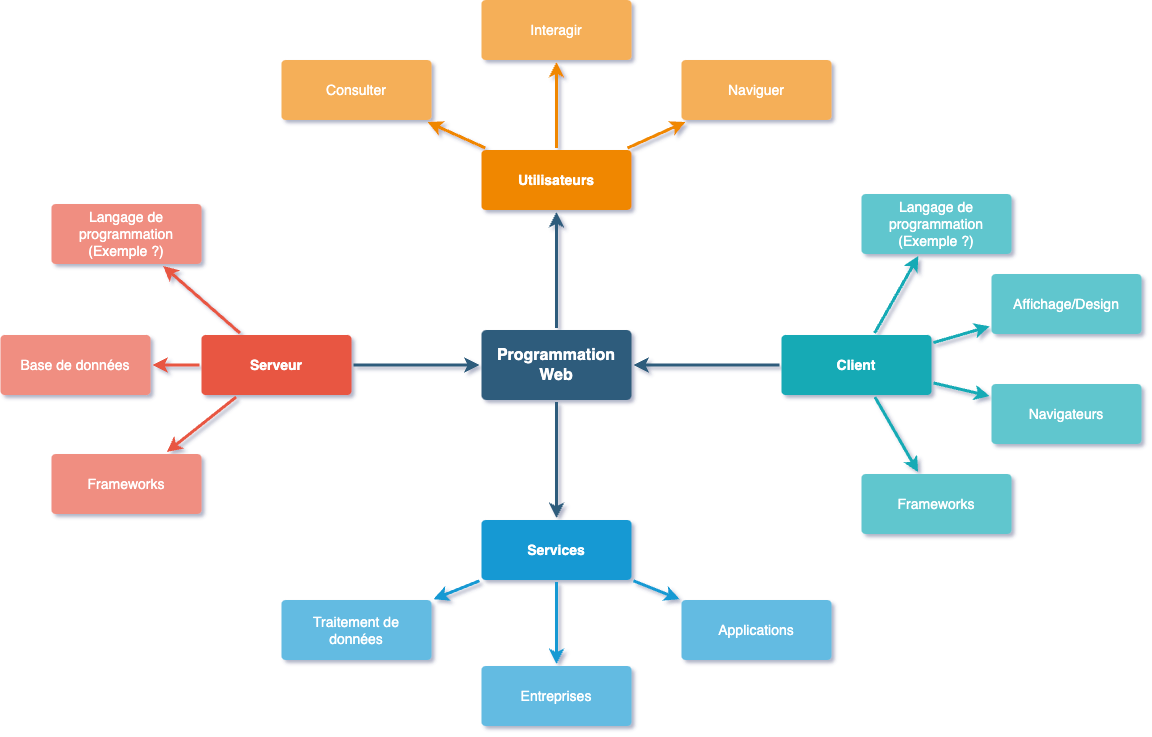 Interagir
Consulter
Naviguer
Utilisateurs
Langage de
programmation
(Exemple ?)
Langage de
programmation
(Exemple ?)
Affichage/Design
Base de données
Serveur
Programmation
Web
Client
Navigateurs
Frameworks
Frameworks
Services
Traitement de
données
Applications
Entreprises